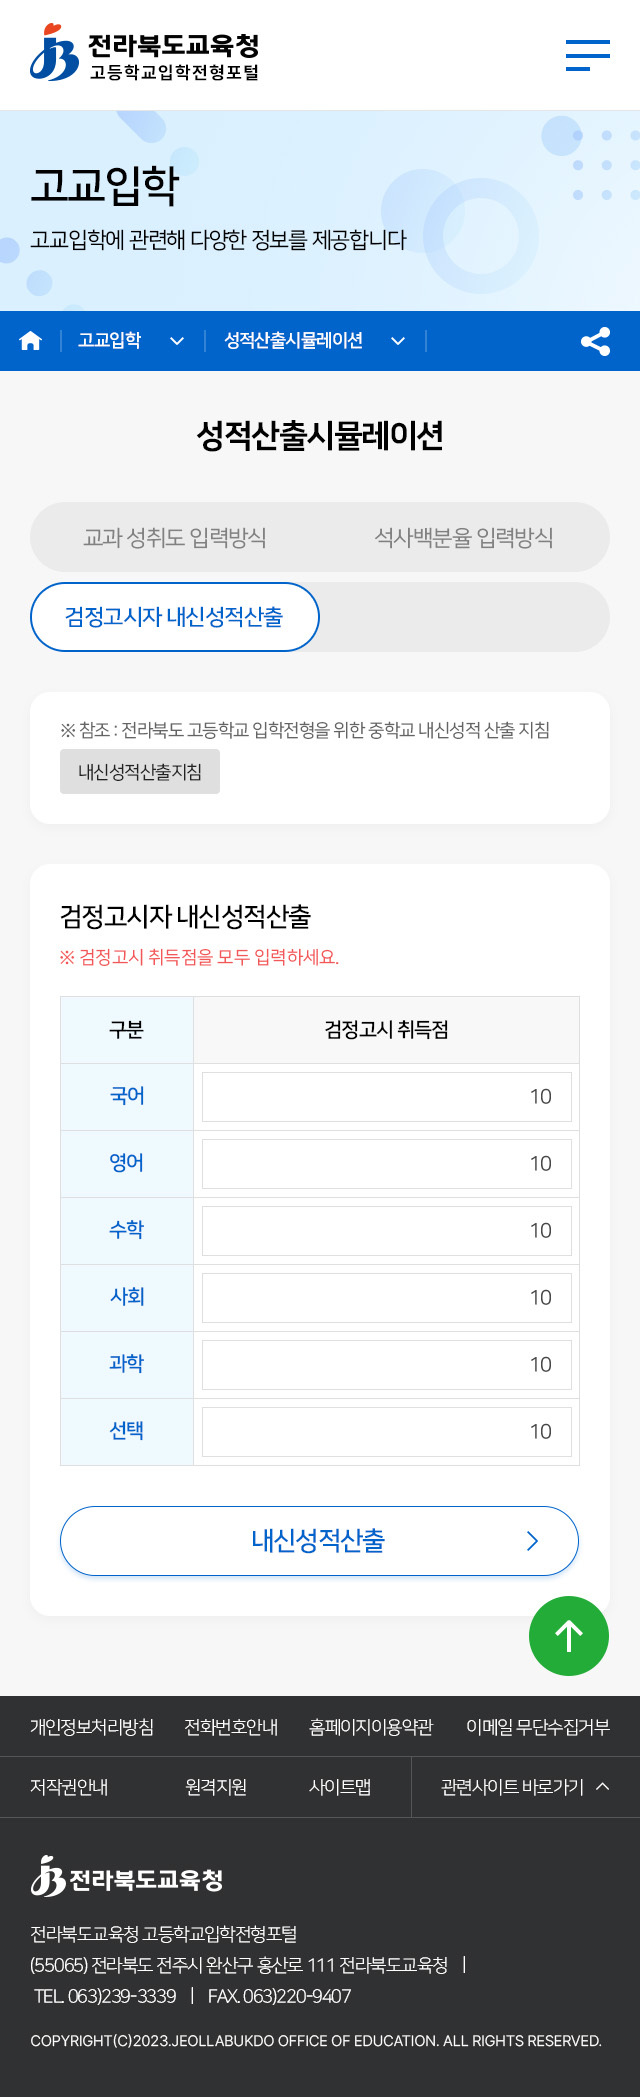 전라북도교육청
고등학교입학전형포털
고교입학
고교입학에 관련해 다양한 정보를 제공합니다
고교입학 성적산출시뮬레이션
성적산출시뮬레이션
교과 성취도 입력방식 석사백분율 입력방식
검정고시자 내신성적산출
※ 참조 : 전라북도 고등학교 입학전형을 위한 중학교 내신성적 산출 지침
내신성적산출지침
검정고시자 내신성적산출
※ 검정고시 취득점을 모두 입력하세요.
구분 검정고시 취득점
국어 10
영어 10
수학 10
사회 10
과학 10
선택 10
내신성적산출
개인정보처리방침 전화번호안내 홈페이지이용약관 이메일 무단수집거부
저작권안내 원격지원 사이트맵 관련사이트 바로가기
전라북도교육청
전라북도교육청 고등학교입학전형포털
(55065) 전라북도 전주시 완산구 홍산로 111 전라북도교육청 |
TEL. 063)239-3339 | FAX. 063)220-9407
COPYRIGHT(C)2023.JEOLLABUKDO OFFICE OF EDUCATION. ALL RIGHTS RESERVED.